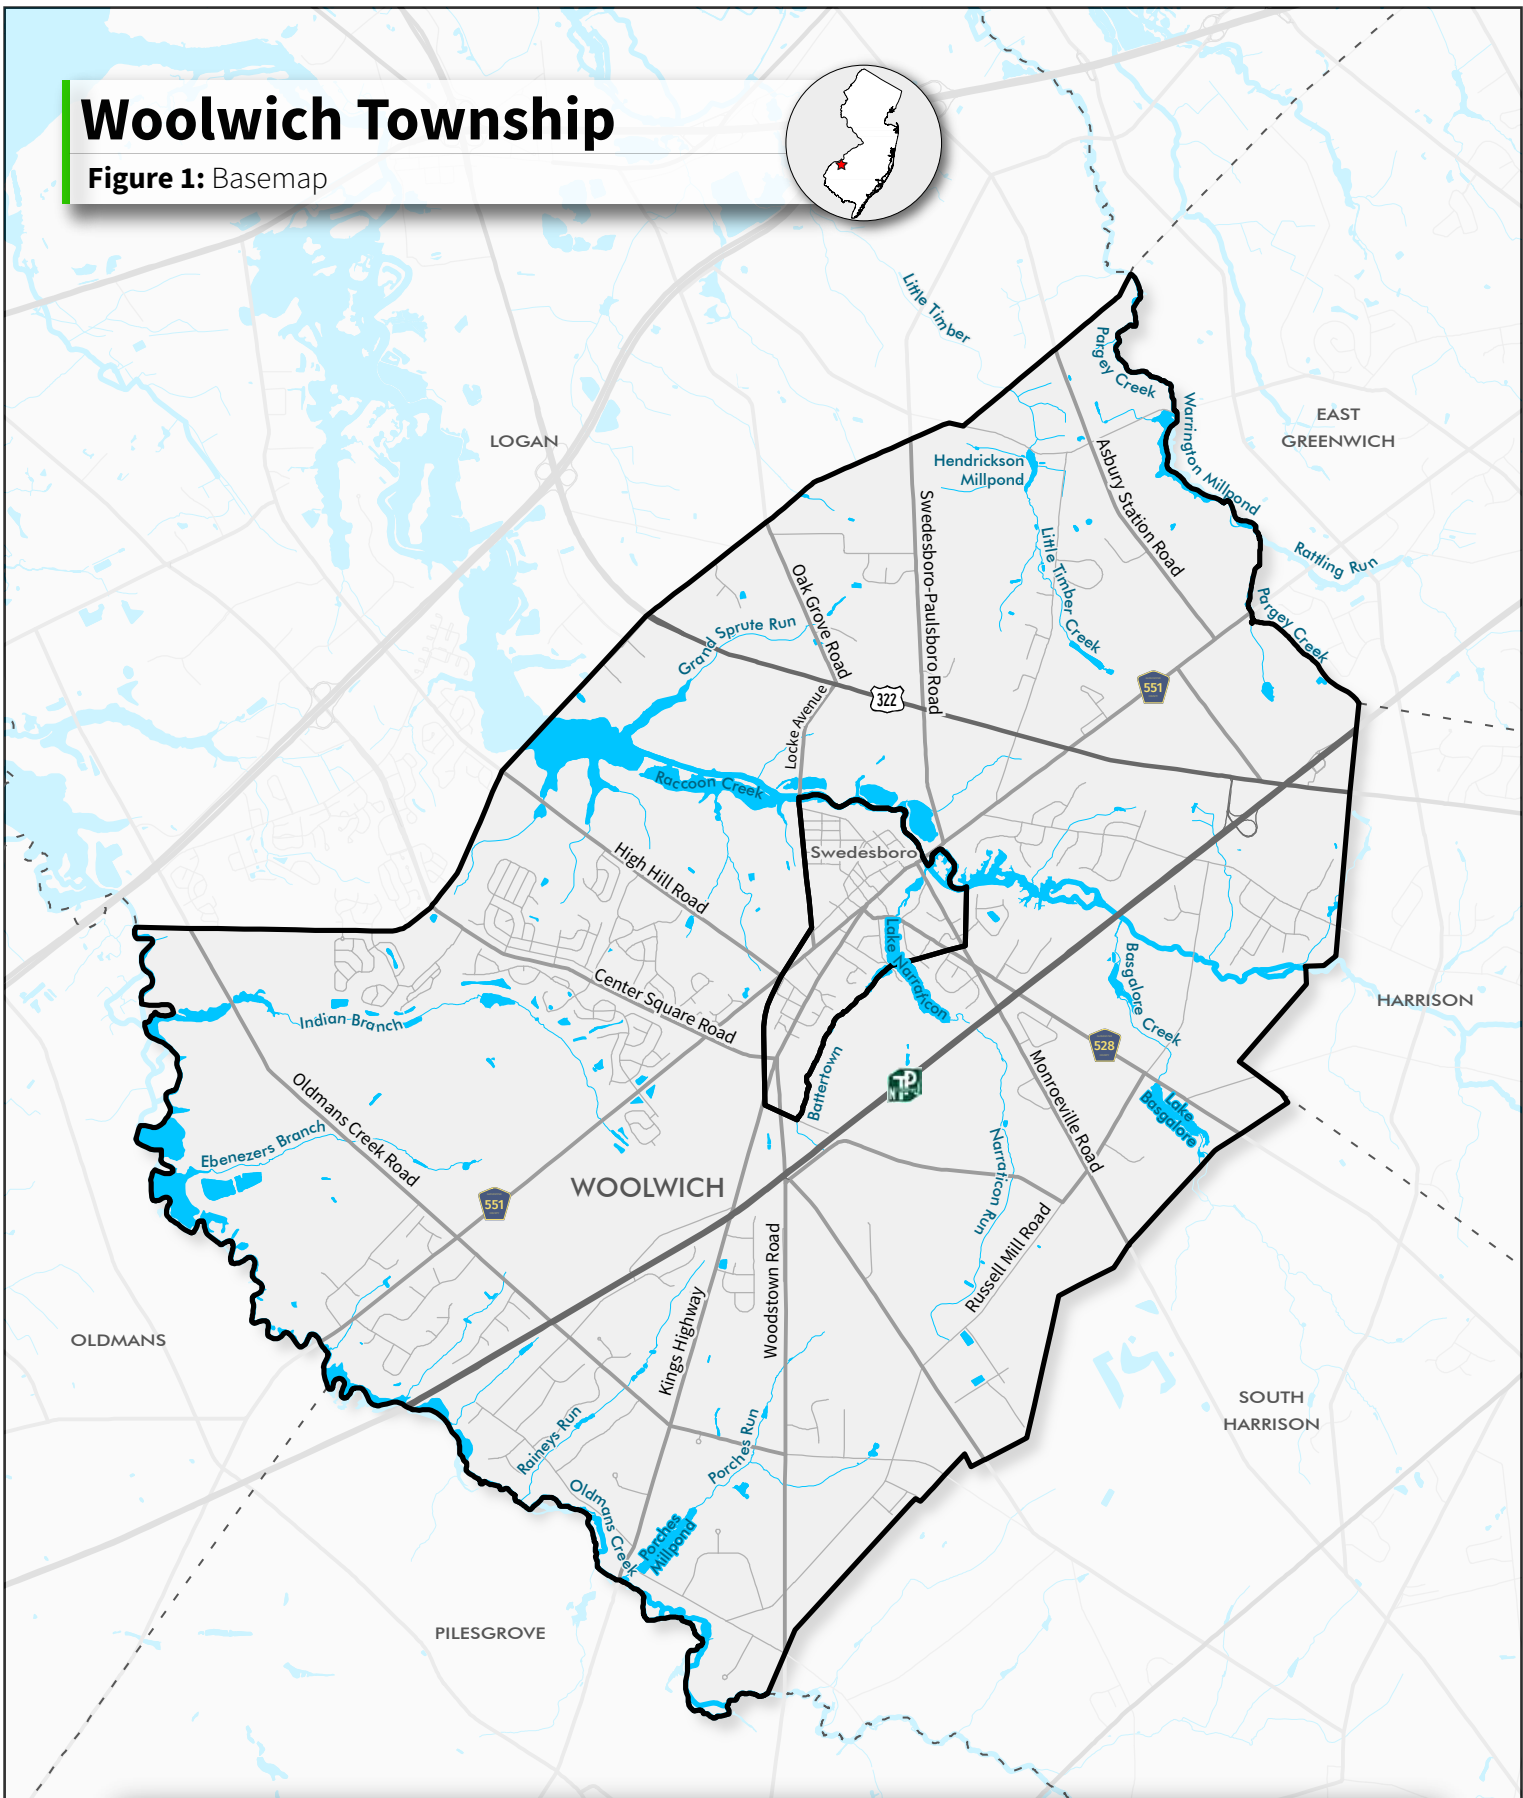 Woolwich Township
Figure 1: Basemap
Little Timber
Pargey Creek
EAST
GREENWICH
Warrington Millpond
LOGAN
Hendrickson
Millpond
Asbury Station Road
Swedesboro-Paulsboro Road
Little Timber Creek
Rattling Run
Oak Grove Road
Pargey Creek
Grand Sprute Run
551
322
Locke Avenue
Raccoon Creek
High Hill Road
Swedesboro
Lake Narraticon
Basgalore Creek
Center Square Road
HARRISON
Indian Branch
528
Monroeville Road
Battertown
TP
Oldmans Creek Road
Lake
Basgalore
Ebenezers Branch
Narraticon Run
WOOLWICH
551
Russell Mill Road
Woodstown Road
Kings Highway
OLDMANS
SOUTH
HARRISON
Raineys Run
Porches Run
Oldmans Creek
Porches
Millpond
PILESGROVE